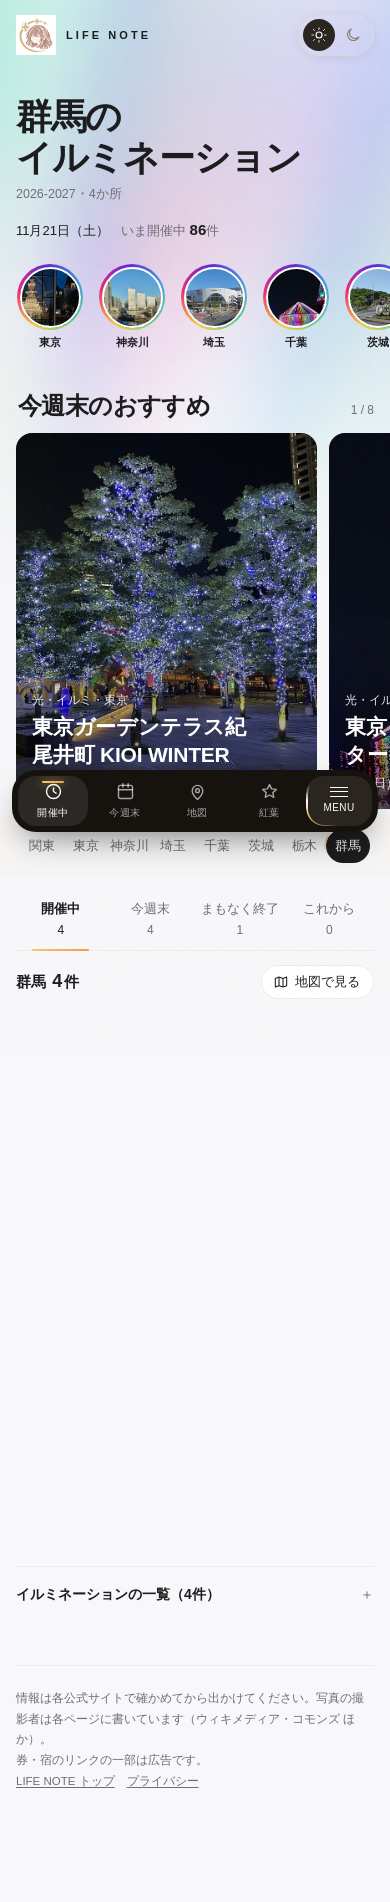 LIFE NOTE
群馬の
イルミネーション
2026-2027・4か所
11月21日（土） いま開催中 86件
東京 神奈川 埼玉 千葉 茨城
今週末のおすすめ
1 / 8
光・イルミ・東京
東京ガーデンテラス紀
尾井町 KIOI WINTER
光・イル
東京
ター
開催中 今週末 地図 紅葉 MENU
関東 東京 神奈川 埼玉 千葉 茨城 栃木 群馬
開催中 今週末 まもなく終了 これから
4 4 1 0
群馬 4件
地図で見る
イルミネーションの一覧（4件）
+
情報は各公式サイトで確かめてから出かけてください。写真の撮
影者は各ページに書いています（ウィキメディア・コモンズ ほ
か）。
券・宿のリンクの一部は広告です。
LIFE NOTE トップ プライバシー